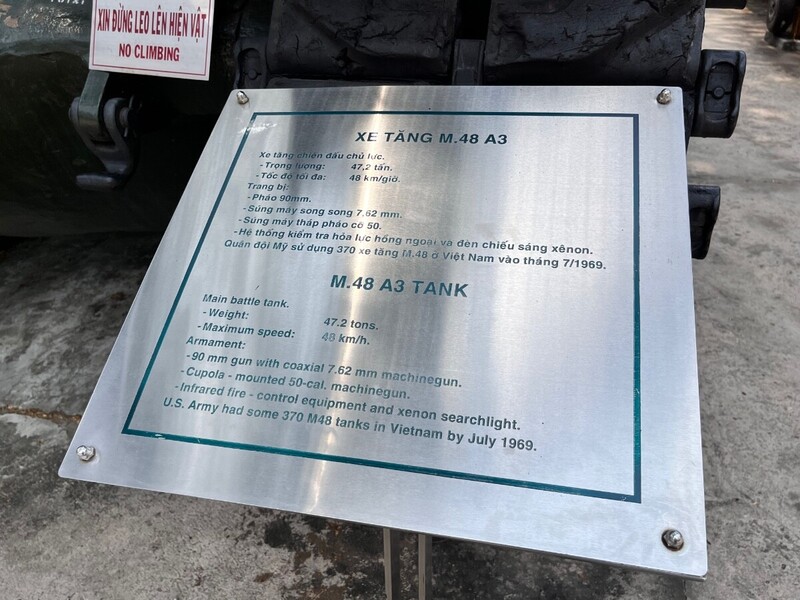 XIN ĐỪNG LEO LÊN HIỆN VẬT
NO CLIMBING
XE TĂNG M.48 A3
Xe tăng chiến đấu chủ lực.
- Trọng lượng: 47,2 tấn.
- Tốc độ tối đa: 48 km/giờ.
Trang bị:
- Pháo 90mm.
- Súng máy song song 7.62 mm.
- Súng máy tháp pháo cỡ 50.
- Hệ thống kiểm tra hỏa lực hồng ngoại và đèn chiếu sáng xênon.
Quân đội Mỹ sử dụng 370 xe tăng M.48 ở Việt Nam vào tháng 7/1969.
M.48 A3 TANK
Main battle tank.
- Weight: 47.2 tons.
- Maximum speed: 48 km/h.
Armament:
- 90 mm gun with coaxial 7.62 mm machinegun.
- Cupola - mounted 50-cal. machinegun.
- Infrared fire - control equipment and xenon searchlight.
U.S. Army had some 370 M48 tanks in Vietnam by July 1969.